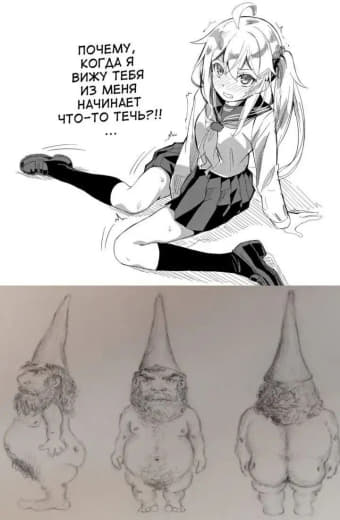 ПОЧЕМУ,
КОГДА Я
ВИЖУ ТЕБЯ
ИЗ МЕНЯ
НАЧИНАЕТ
ЧТО-ТО ТЕЧЬ?!!
...